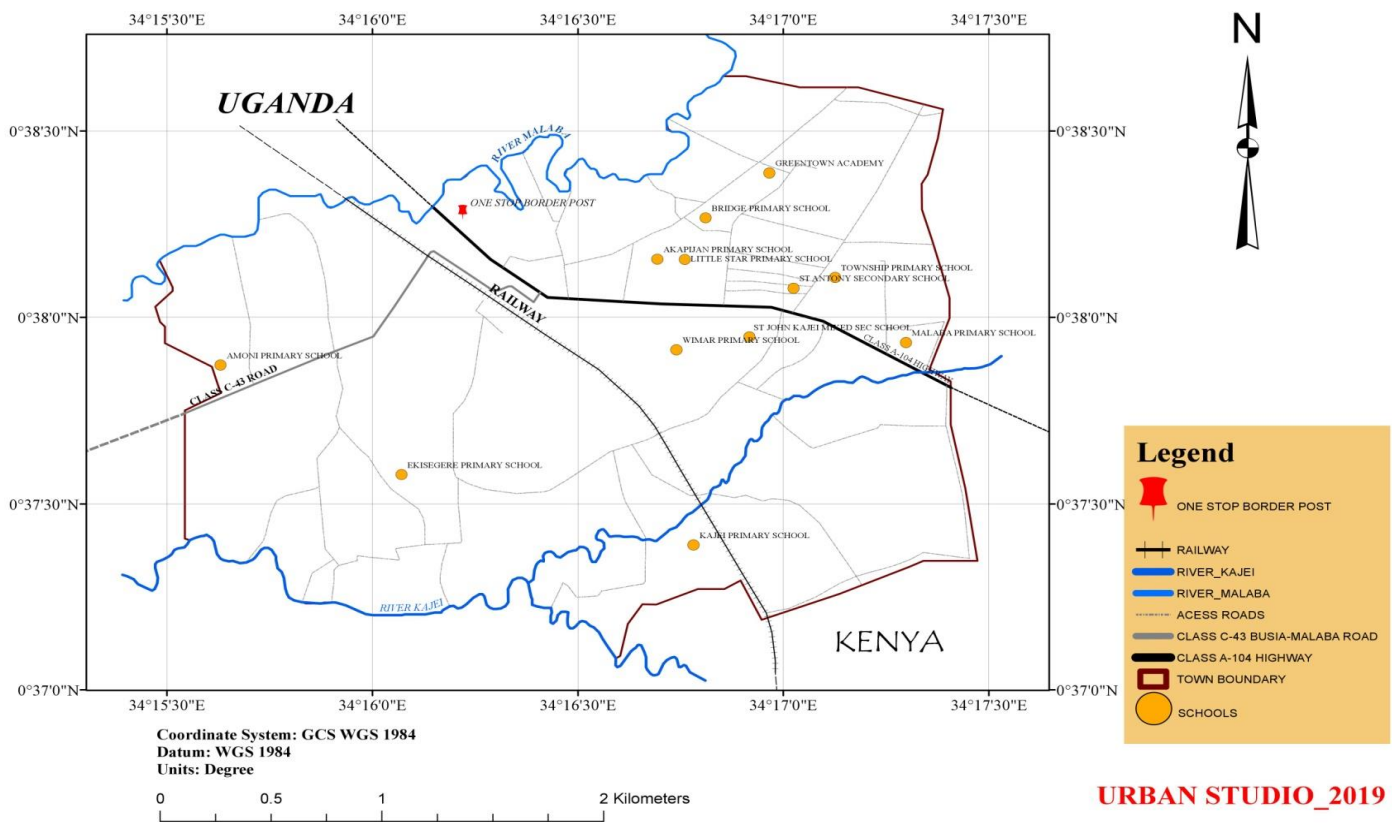 34°15'30"E
34°16'0"E
34°16'30"E
34°17'0"E
34°17'30"E
N
UGANDA
0°38'30"N
0°38'30"N
RIVER MALABA
GREENTOWN ACADEMY
ONE STOP BORDER POST
BRIDGE PRIMARY SCHOOL
AKAPIJAN PRIMARY SCHOOL
LITTLE STAR PRIMARY SCHOOL
TOWNSHIP PRIMARY SCHOOL
ST ANTONY SECONDARY SCHOOL
RAILWAY
0°38'0"N
0°38'0"N
ST JOHN KAJEI MIXED SEC SCHOOL
MALABA PRIMARY SCHOOL
WIMAR PRIMARY SCHOOL
CLASS A-104 HIGHWAY
AMONI PRIMARY SCHOOL
CLASS C-43 ROAD
EKISEGERE PRIMARY SCHOOL
0°37'30"N
0°37'30"N
KAJEI PRIMARY SCHOOL
RIVER KAJEI
KENYA
0°37'0"N
0°37'0"N
34°15'30"E
34°16'0"E
34°16'30"E
34°17'0"E
34°17'30"E
Legend
ONE STOP BORDER POST
RAILWAY
RIVER_KAJEI
RIVER_MALABA
ACESS ROADS
CLASS C-43 BUSIA-MALABA ROAD
CLASS A-104 HIGHWAY
TOWN BOUNDARY
SCHOOLS
Coordinate System: GCS WGS 1984
Datum: WGS 1984
Units: Degree
0 0.5 1 2 Kilometers
URBAN STUDIO_2019